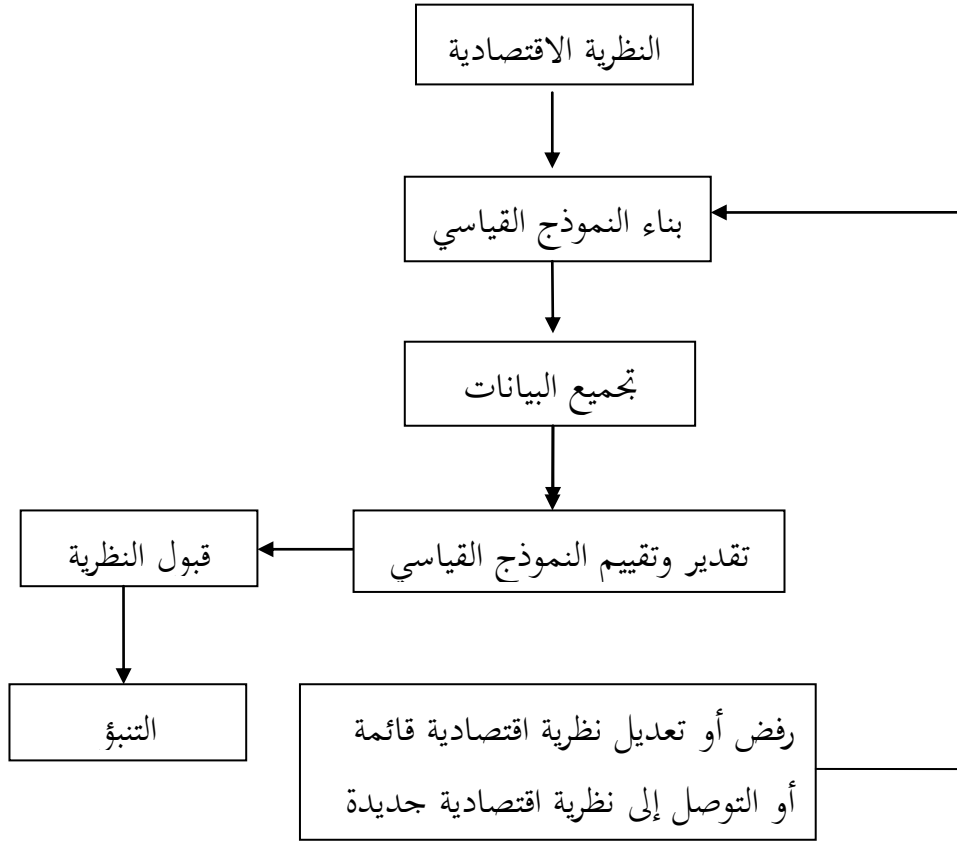 النظرية الاقتصادية
بناء النموذج القياسي
تجميع البيانات
تقدير وتقييم النموذج القياسي
قبول النظرية
التنبؤ
رفض أو تعديل نظرية اقتصادية قائمة
أو التوصل إلى نظرية اقتصادية جديدة